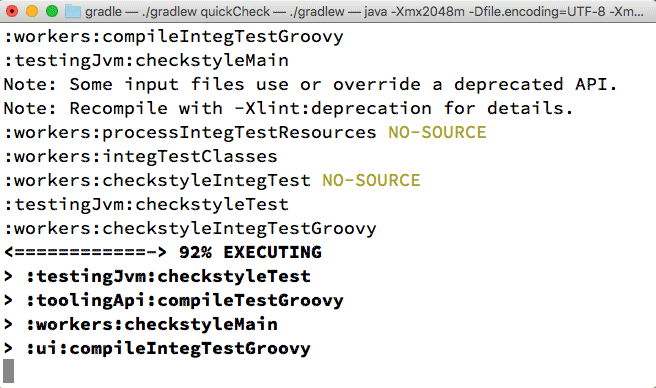 gradle — ./gradlew quickCheck — ./gradlew — java -Xmx2048m -Dfile.encoding=UTF-8 -Xm...
:workers:compileIntegTestGroovy
:testingJvm:checkstyleMain
Note: Some input files use or override a deprecated API.
Note: Recompile with -Xlint:deprecation for details.
:workers:processIntegTestResources NO-SOURCE
:workers:integTestClasses
:workers:checkstyleIntegTest NO-SOURCE
:testingJvm:checkstyleTest
:workers:checkstyleIntegTestGroovy
<============-> 92% EXECUTING
> :testingJvm:checkstyleTest
> :toolingApi:compileTestGroovy
> :workers:checkstyleMain
> :ui:compileIntegTestGroovy